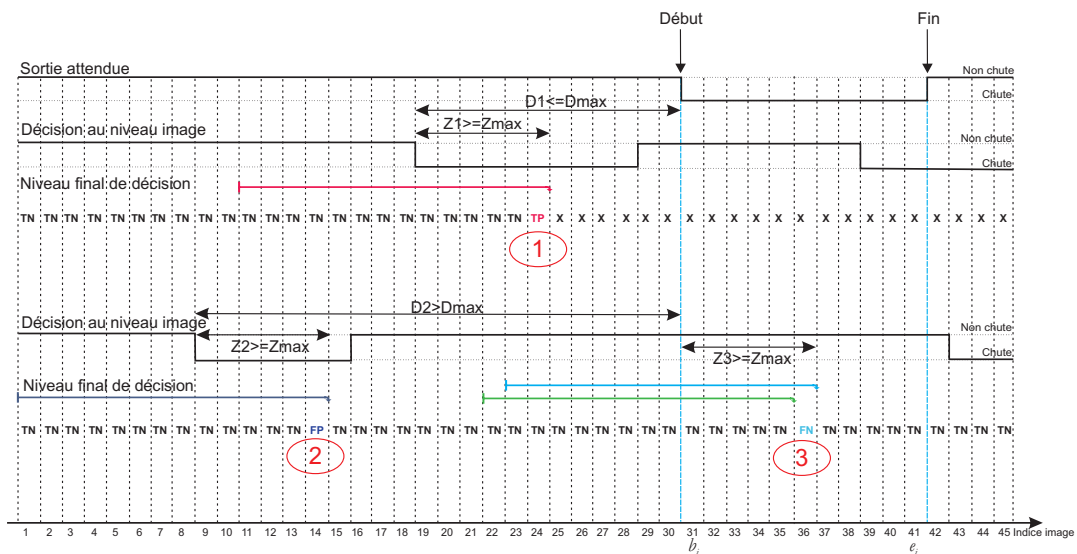 Début Fin
Sortie attendue
Non chute
Chute
D1<=Dmax
Décision au niveau image
Z1>=Zmax
Non chute
Chute
Niveau final de décision
TN TN TN TN TN TN TN TN TN TN TN TN TN TN TN TN TN TN TN TN TN TN TN TP X X X X X X X X X X X X X X X X X X X X X
1
D2>Dmax
Décision au niveau image
Non chute
Z2>=Zmax
Z3>=Zmax
Chute
Niveau final de décision
TN TN TN TN TN TN TN TN TN TN TN TN TN FP TN TN TN TN TN TN TN TN TN TN TN TN TN TN TN TN TN TN TN TN TN FN TN TN TN TN TN TN TN TN TN
2
3
1 2 3 4 5 6 7 8 9 10 11 12 13 14 15 16 17 18 19 20 21 22 23 24 25 26 27 28 29 30 31 32 33 34 35 36 37 38 39 40 41 42 43 44 45 Indice image
b_i e_i